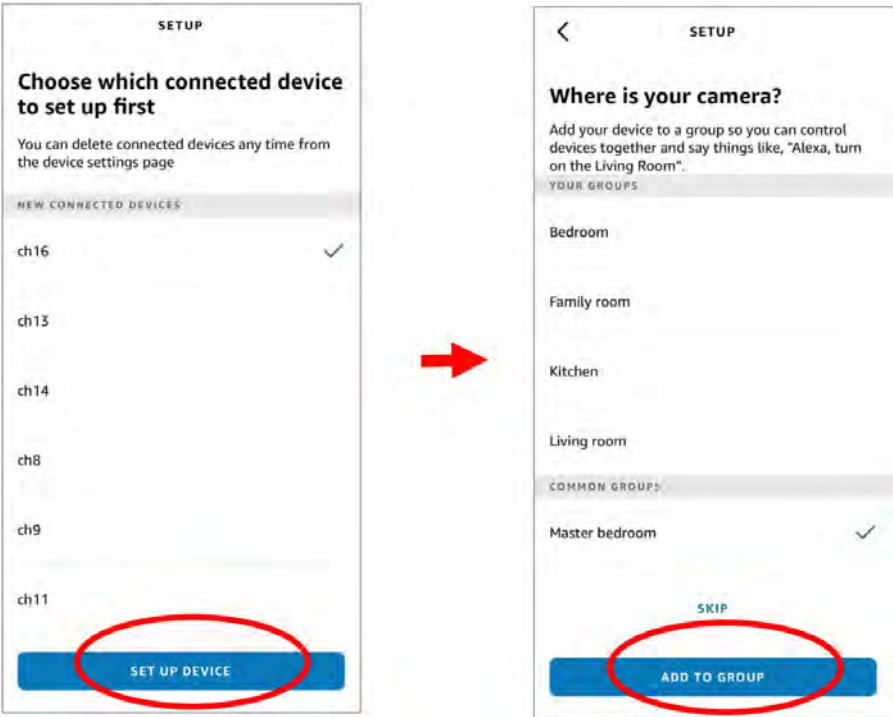 SETUP
Choose which connected device
to set up first
You can delete connected devices any time from
the device settings page
NEW CONNECTED DEVICES
ch16
ch13
ch14
ch8
ch9
ch11
SET UP DEVICE
SETUP
Where is your camera?
Add your device to a group so you can control
devices together and say things like, "Alexa, turn
on the Living Room".
YOUR GROUPS
Bedroom
Family room
Kitchen
Living room
COMMON GROUPS
Master bedroom
SKIP
ADD TO GROUP